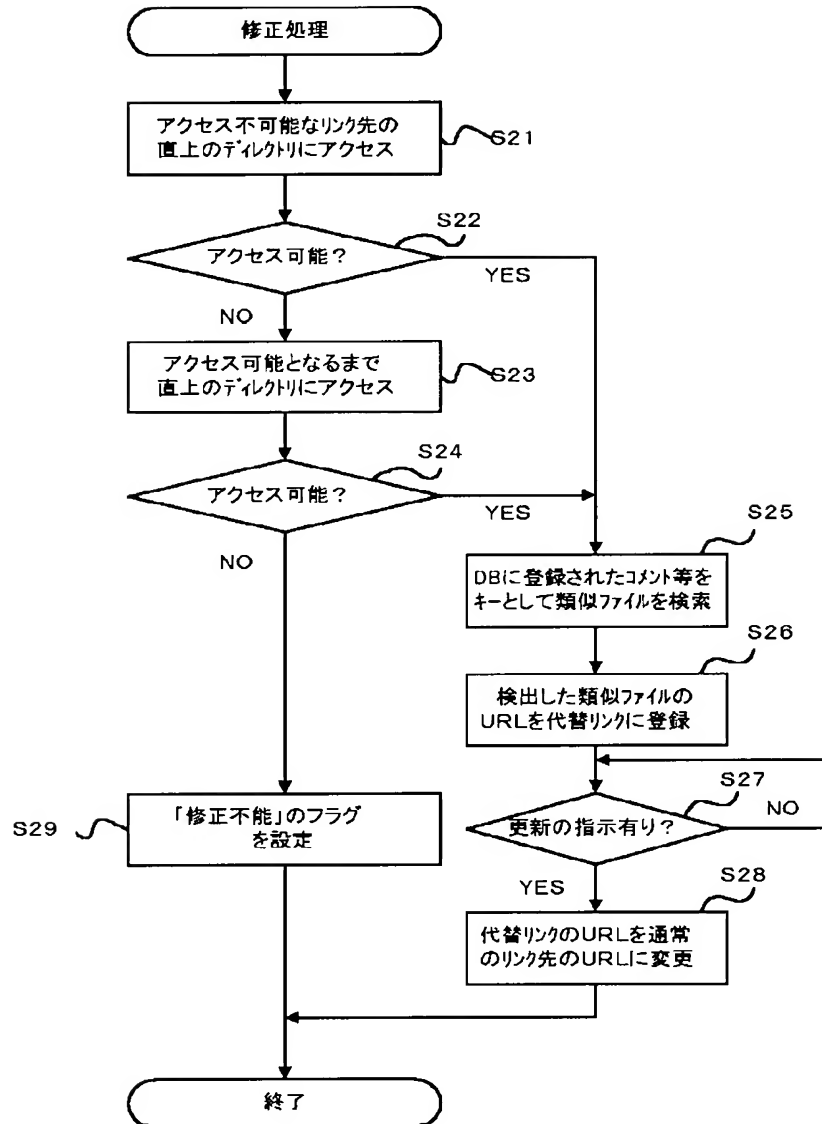 修正処理
アクセス不可能なリンク先の
直上のディレクトリにアクセス
S21
S22
アクセス可能？
YES
NO
アクセス可能となるまで
直上のディレクトリにアクセス
S23
S24
アクセス可能？
YES
NO
S25
DBに登録されたコメント等を
キーとして類似ファイルを検索
S26
検出した類似ファイルの
URLを代替リンクに登録
S27
更新の指示有り？
NO
YES
S29
「修正不能」のフラグ
を設定
S28
代替リンクのURLを通常
のリンク先のURLに変更
終了